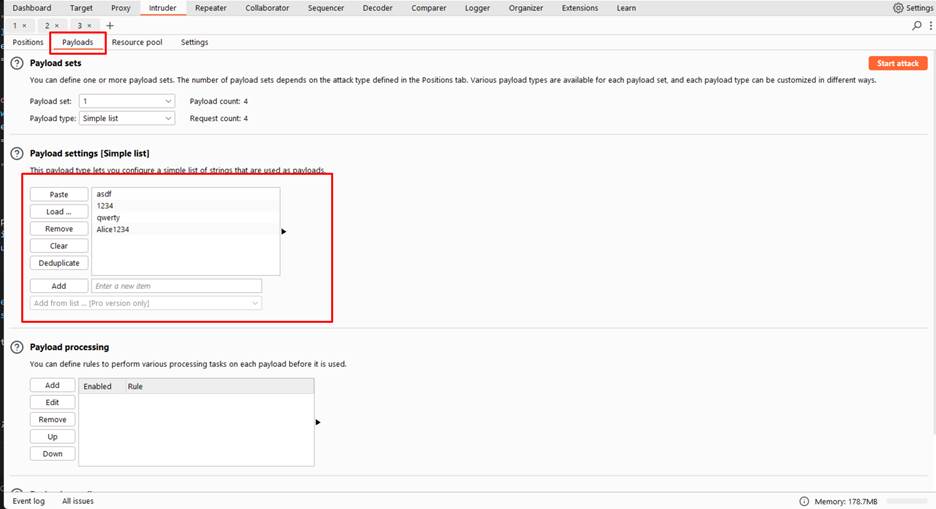 Dashboard Target Proxy Intruder Repeater Collaborator Sequencer Decoder Comparer Logger Organizer Extensions Learn Settings
1 × 2 × 3 × +
Positions Payloads Resource pool Settings
? Payload sets Start attack
You can define one or more payload sets. The number of payload sets depends on the attack type defined in the Positions tab. Various payload types are available for each payload set, and each payload type can be customized in different ways.
Payload set: 1 Payload count: 4
Payload type: Simple list Request count: 4
? Payload settings [Simple list]
This payload type lets you configure a simple list of strings that are used as payloads.
Paste asdf
1234
Load ... qwerty
Remove Alice1234
Clear
Deduplicate
Add Enter a new item
Add from list ... [Pro version only]
? Payload processing
You can define rules to perform various processing tasks on each payload before it is used.
Add Enabled Rule
Edit
Remove
Up
Down
Event log All issues Memory: 178.7MB